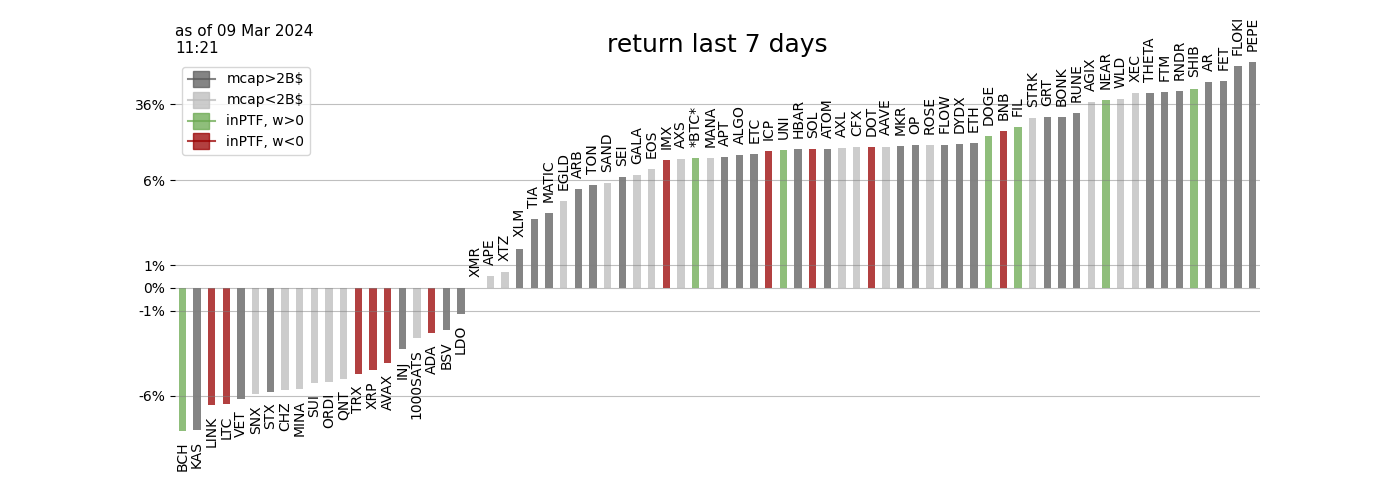 as of 09 Mar 2024
11:21
return last 7 days
mcap>2B$
mcap<2B$
inPTF, w>0
inPTF, w<0
36%
6%
1%
0%
-1%
-6%
BCH
KAS
LINK
LTC
VET
SNX
STX
CHZ
MINA
SUI
ORDI
QNT
TRX
XRP
AVAX
INJ
1000SATS
ADA
BSV
LDO
XMR
APE
XTZ
XLM
TIA
MATIC
EGLD
ARB
TON
SAND
SEI
GALA
EOS
IMX
AXS
*BTC*
MANA
APT
ALGO
ETC
ICP
UNI
HBAR
SOL
ATOM
AXL
CFX
DOT
AAVE
MKR
OP
ROSE
FLOW
DYDX
ETH
DOGE
BNB
FIL
STRK
GRT
BONK
RUNE
AGIX
NEAR
WLD
XEC
THETA
FTM
RNDR
SHIB
AR
FET
FLOKI
PEPE